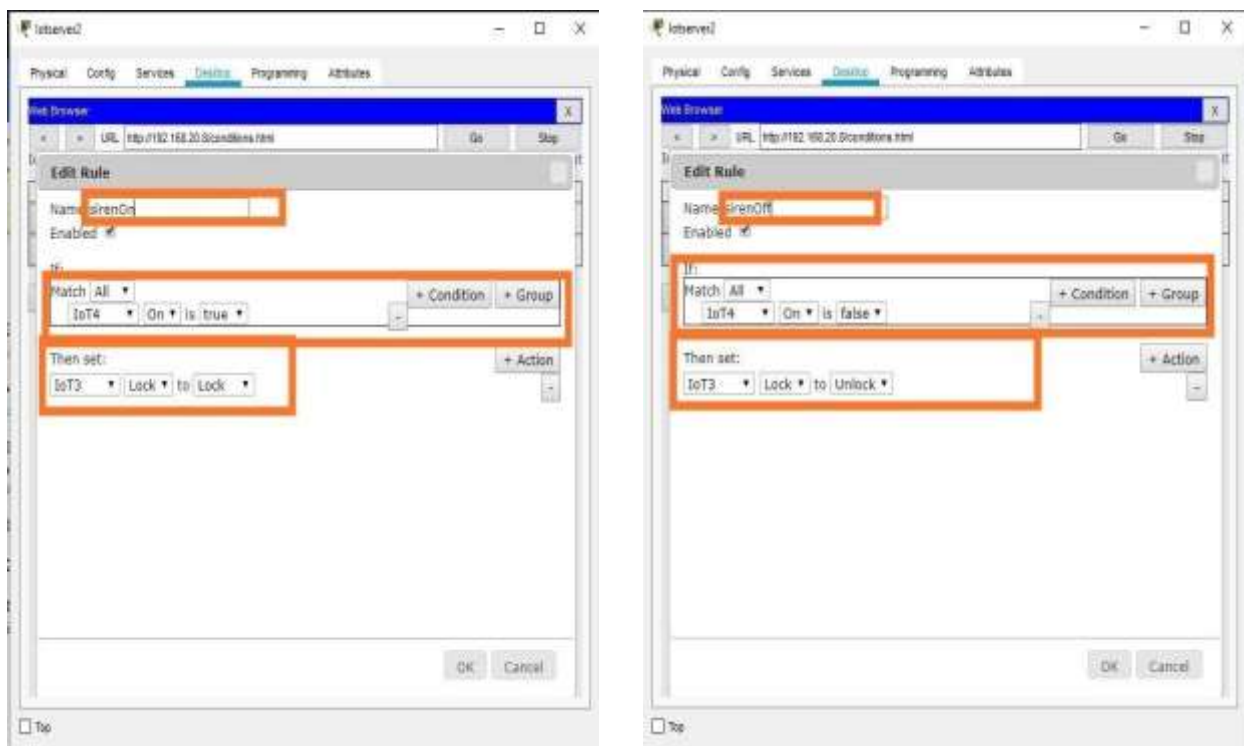 Iotserver2
Physical Config Services Desktop Programming Attributes
Web Browser X
< > URL http://192.168.20.8/conditions.html Go Stop
Edit Rule
Name sirenOn
Enabled
If:
Match All
+ Condition + Group
IoT4 On is true -
Then set:
+ Action
IoT3 Lock to Lock -
OK Cancel
Top
Iotserver2
Physical Config Services Desktop Programming Attributes
Web Browser X
< > URL http://192.168.20.8/conditions.html Go Stop
Edit Rule
Name sirenOff
Enabled
If:
Match All
+ Condition + Group
IoT4 On is false -
Then set:
+ Action
IoT3 Lock to Unlock -
OK Cancel
Top